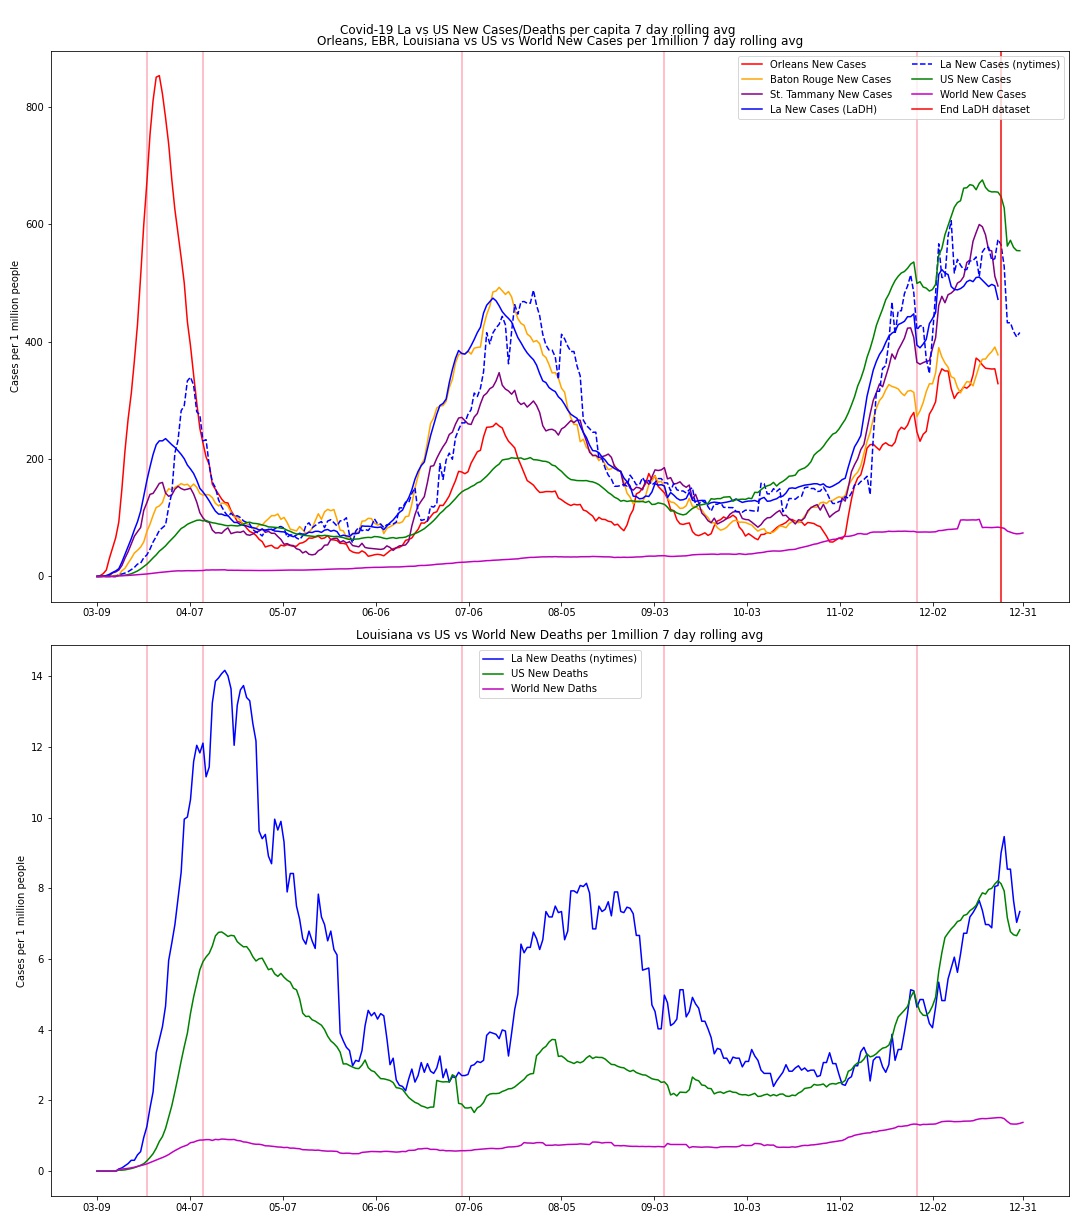 Covid-19 La vs US New Cases/Deaths per capita 7 day rolling avg
Orleans, EBR, Louisiana vs US vs World New Cases per 1million 7 day rolling avg
Cases per 1 million people
800
600
400
200
0
Orleans New Cases
Baton Rouge New Cases
St. Tammany New Cases
La New Cases (LaDH)
La New Cases (nytimes)
US New Cases
World New Cases
End LaDH dataset
03-09 04-07 05-07 06-06 07-06 08-05 09-03 10-03 11-02 12-02 12-31
Louisiana vs US vs World New Deaths per 1million 7 day rolling avg
Cases per 1 million people
14
12
10
8
6
4
2
0
La New Deaths (nytimes)
US New Deaths
World New Daths
03-09 04-07 05-07 06-06 07-06 08-05 09-03 10-03 11-02 12-02 12-31